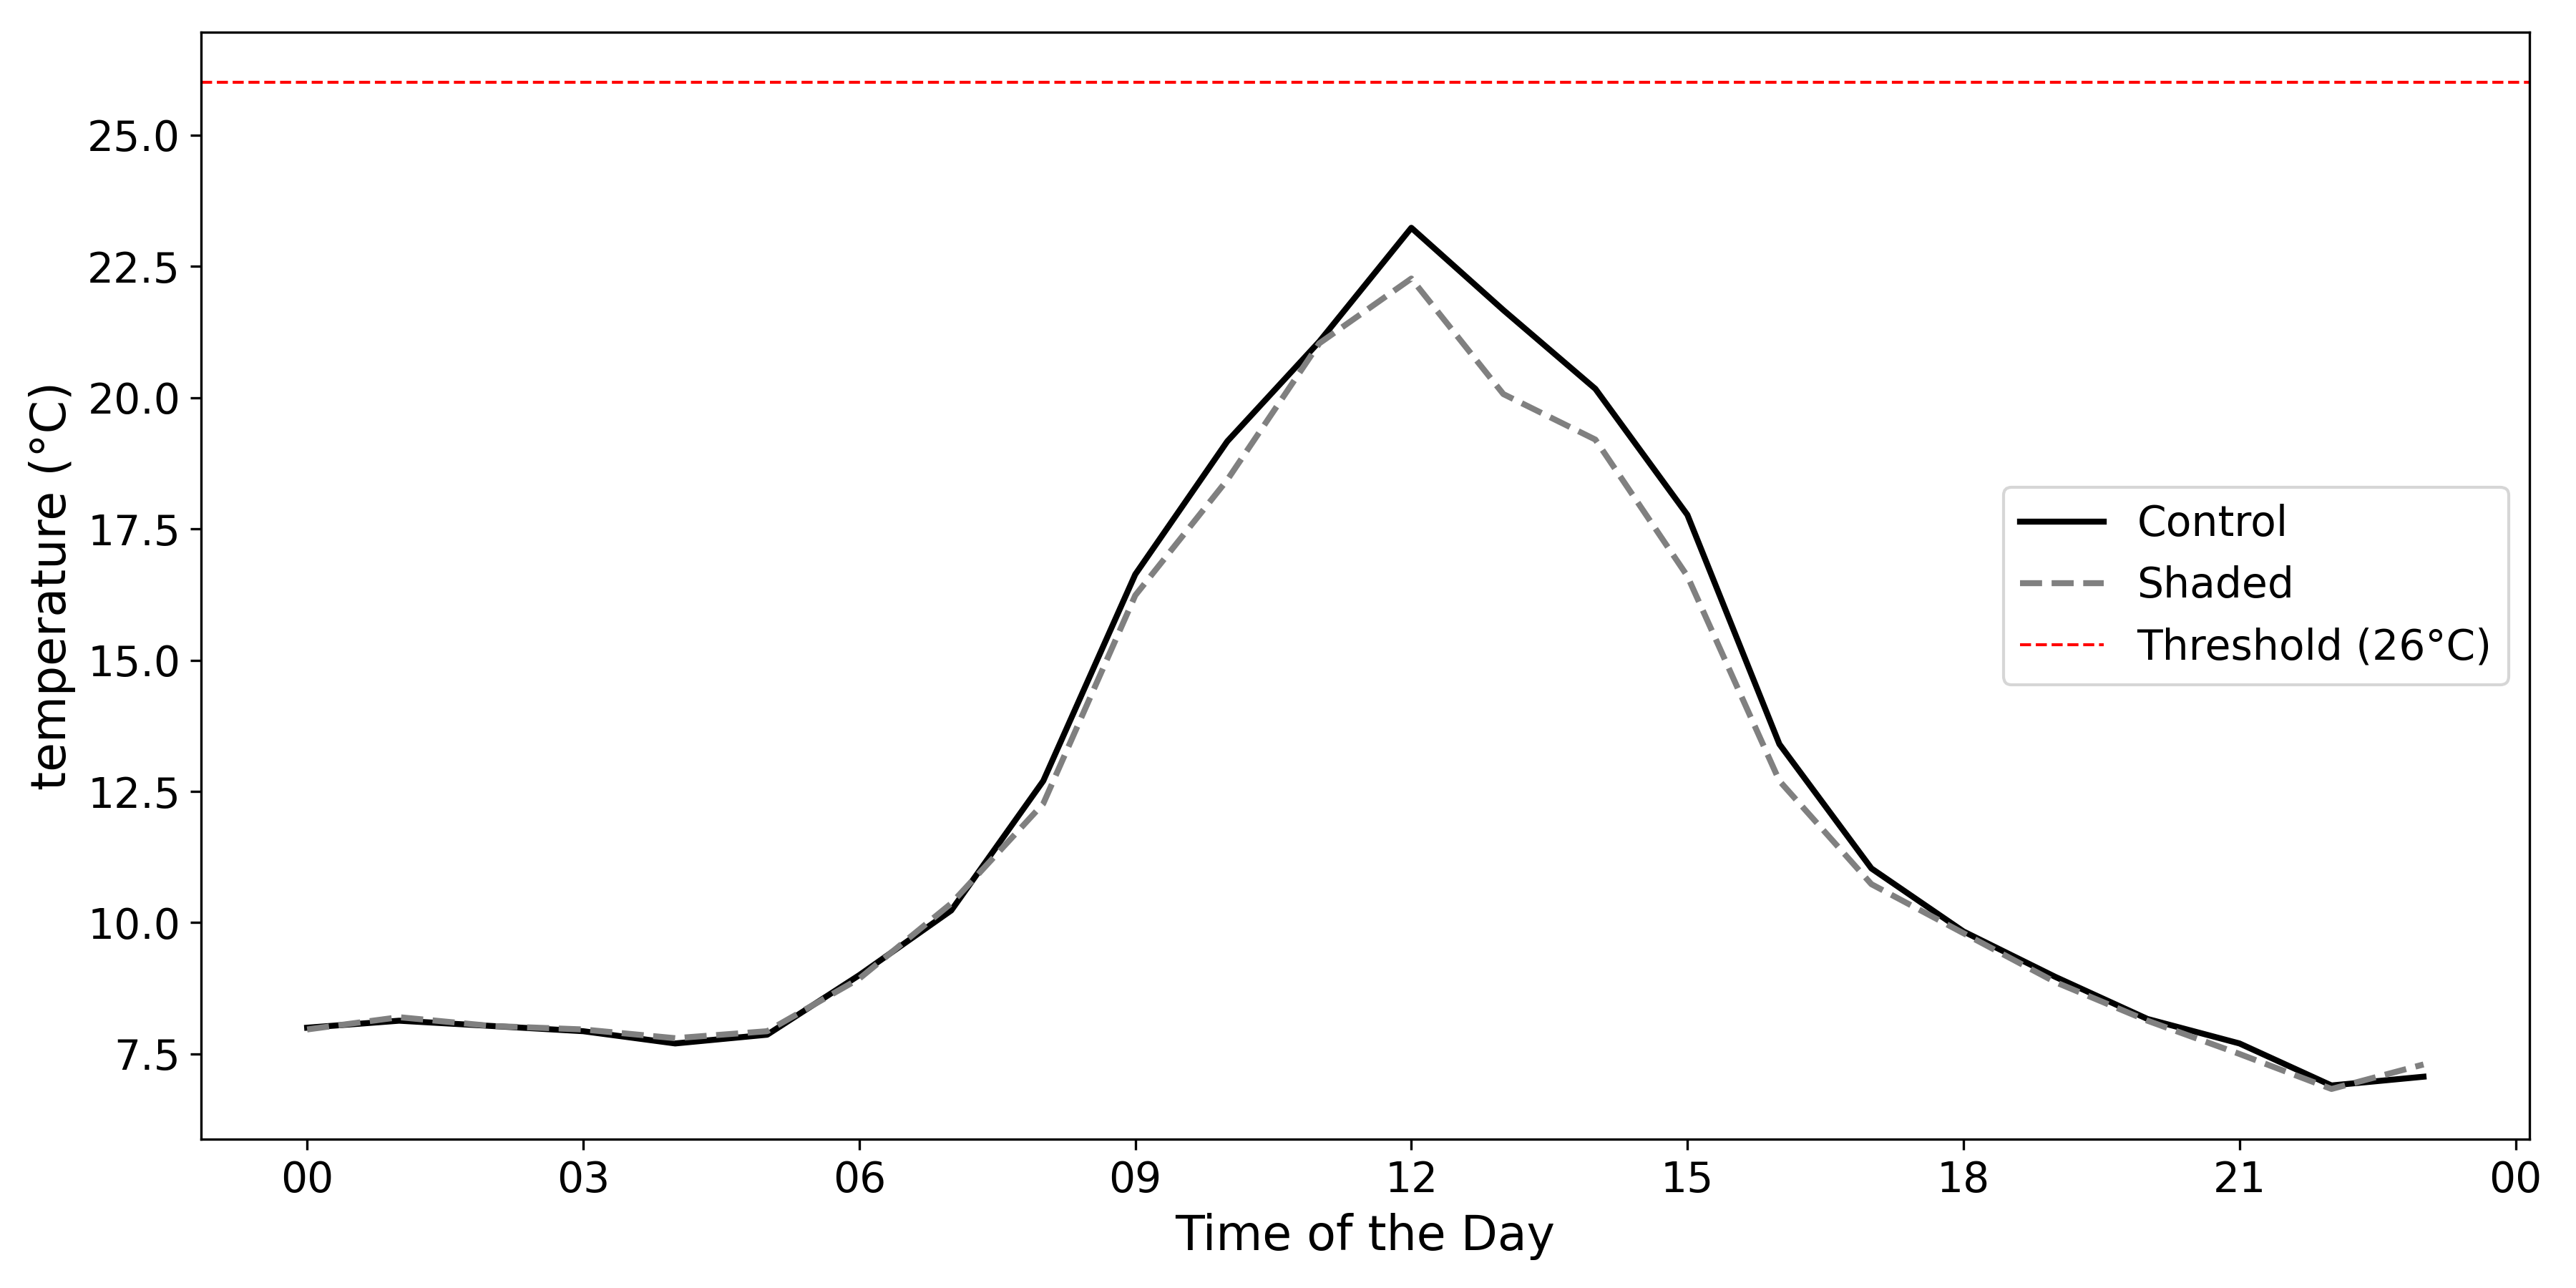 25.0
22.5
20.0
17.5
15.0
12.5
10.0
7.5
temperature (°C)
Control
Shaded
Threshold (26°C)
00 03 06 09 12 15 18 21 00
Time of the Day